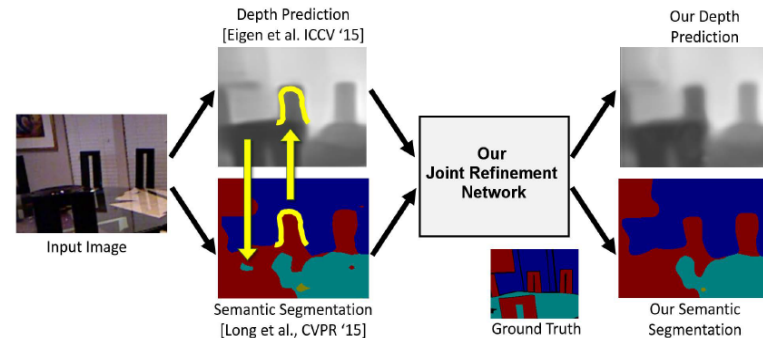 Depth Prediction
[Eigen et al. ICCV ‘15]
Our Depth
Prediction
Our
Joint Refinement
Network
Input Image
Semantic Segmentation
[Long et al., CVPR ‘15]
Ground Truth
Our Semantic
Segmentation